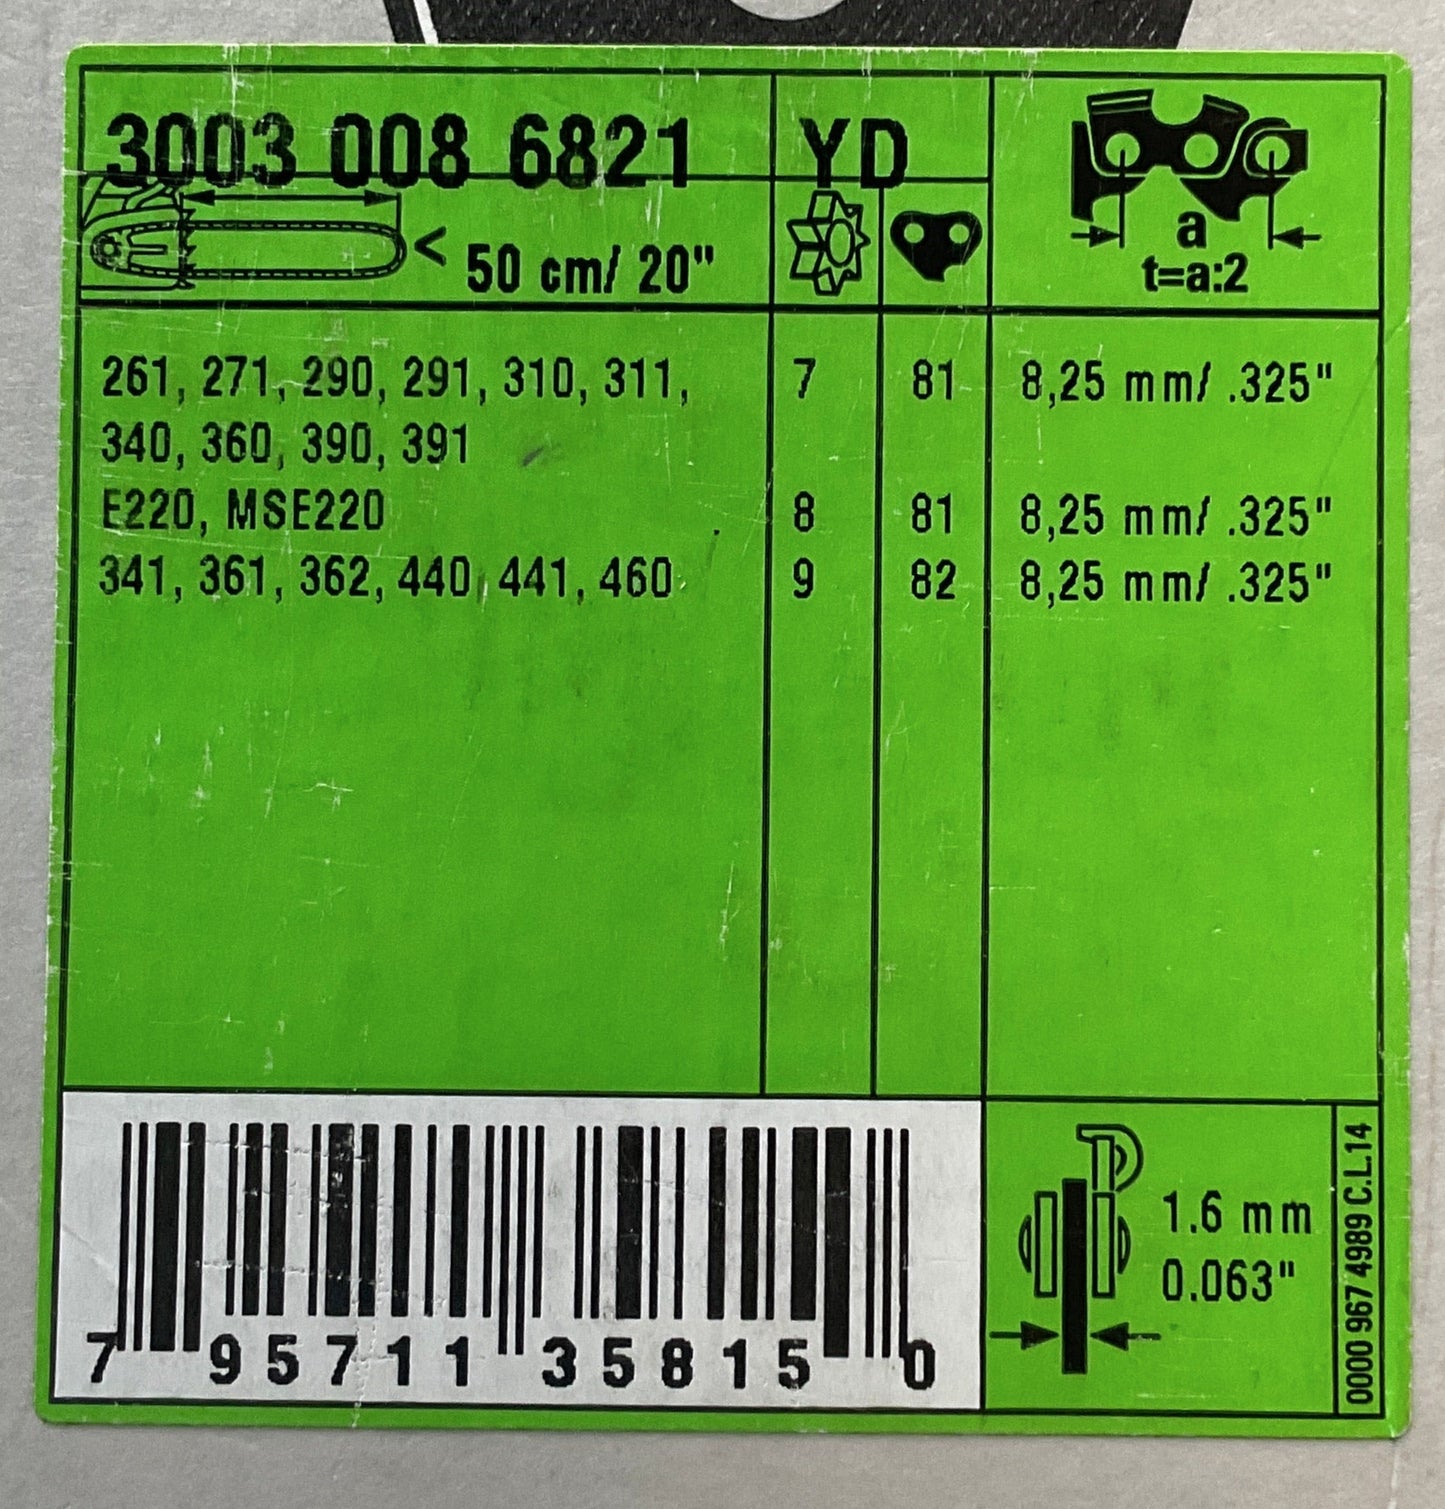 3003 008 6821 YD
< 50 cm/ 20"
a
t=a:2
261, 271, 290, 291, 310, 311, 7 81 8,25 mm/ .325"
340, 360, 390, 391
E220, MSE220 8 81 8,25 mm/ .325"
341, 361, 362, 440, 441, 460 9 82 8,25 mm/ .325"
7 95711 35815 0
1.6 mm
0.063"
0000 967 4989 C.L.14